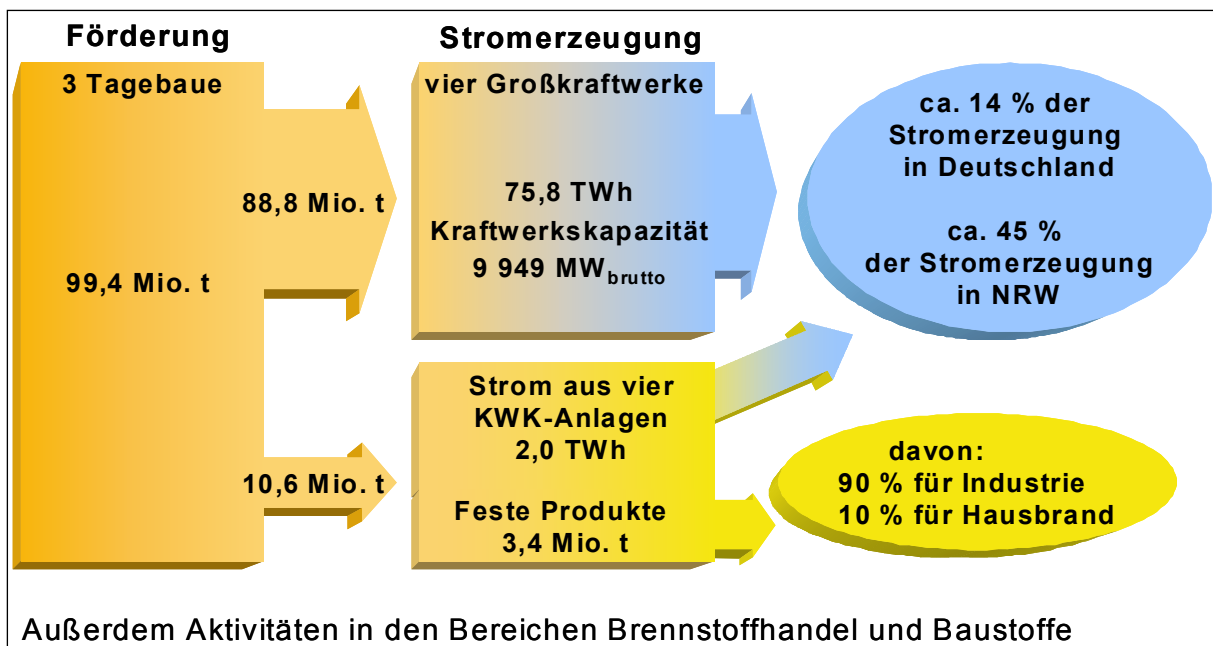 Förderung
3 Tagebaue
99,4 Mio. t
88,8 Mio. t
10,6 Mio. t
Stromerzeugung
vier Großkraftwerke
75,8 TWh
Kraftwerkskapazität
9 949 MWbrutto
Strom aus vier
KWK-Anlagen
2,0 TWh
Feste Produkte
3,4 Mio. t
ca. 14 % der
Stromerzeugung
in Deutschland
ca. 45 %
der Stromerzeugung
in NRW
davon:
90 % für Industrie
10 % für Hausbrand
Außerdem Aktivitäten in den Bereichen Brennstoffhandel und Baustoffe